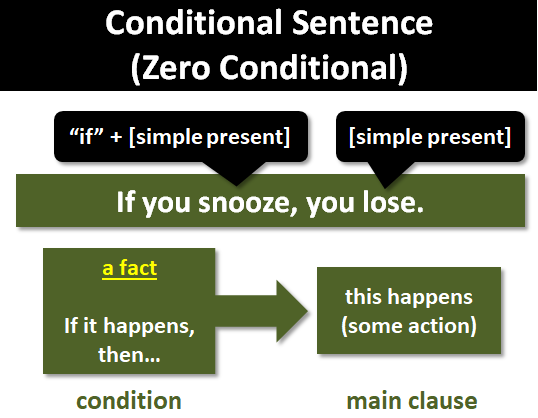 Conditional Sentence
(Zero Conditional)
“if” + [simple present]
[simple present]
If you snooze, you lose.
a fact
If it happens,
then…
this happens
(some action)
condition
main clause